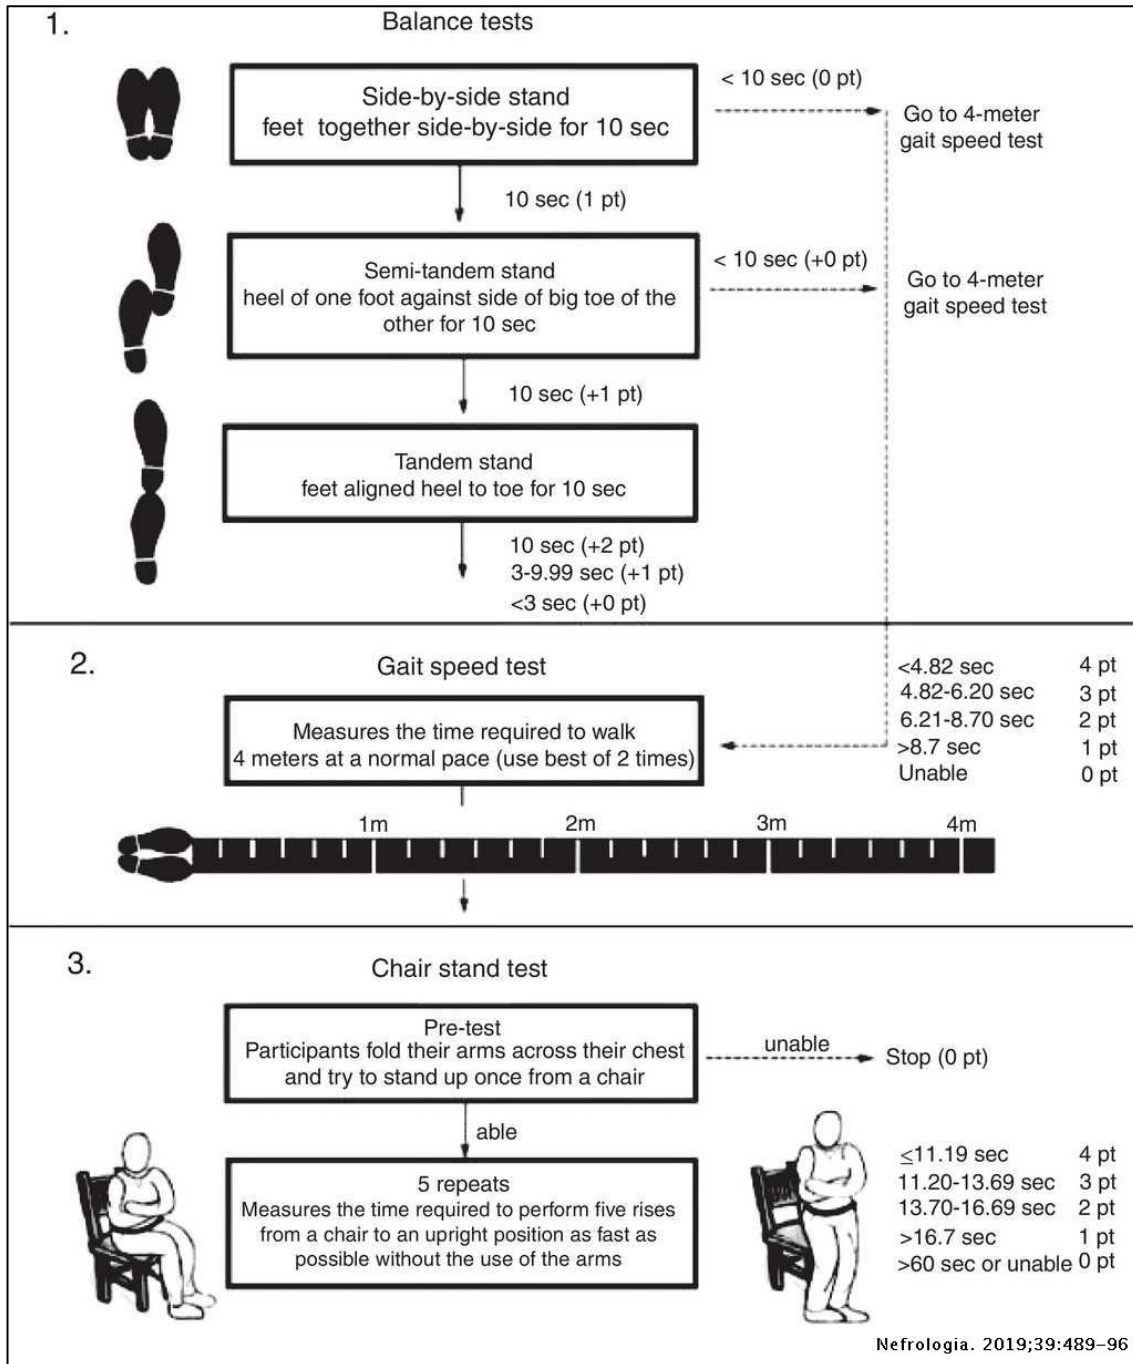 1.
Balance tests
Side-by-side stand
feet together side-by-side for 10 sec
< 10 sec (0 pt)
Go to 4-meter
gait speed test
10 sec (1 pt)
Semi-tandem stand
heel of one foot against side of big toe of the
other for 10 sec
< 10 sec (+0 pt)
Go to 4-meter
gait speed test
10 sec (+1 pt)
Tandem stand
feet aligned heel to toe for 10 sec
10 sec (+2 pt)
3-9.99 sec (+1 pt)
<3 sec (+0 pt)
2.
Gait speed test
Measures the time required to walk
4 meters at a normal pace (use best of 2 times)
<4.82 sec 4 pt
4.82-6.20 sec 3 pt
6.21-8.70 sec 2 pt
>8.7 sec 1 pt
Unable 0 pt
1m 2m 3m 4m
3.
Chair stand test
Pre-test
Participants fold their arms across their chest
and try to stand up once from a chair
unable
Stop (0 pt)
able
5 repeats
Measures the time required to perform five rises
from a chair to an upright position as fast as
possible without the use of the arms
≤11.19 sec 4 pt
11.20-13.69 sec 3 pt
13.70-16.69 sec 2 pt
>16.7 sec 1 pt
>60 sec or unable 0 pt
Nefrologia. 2019;39:489–96